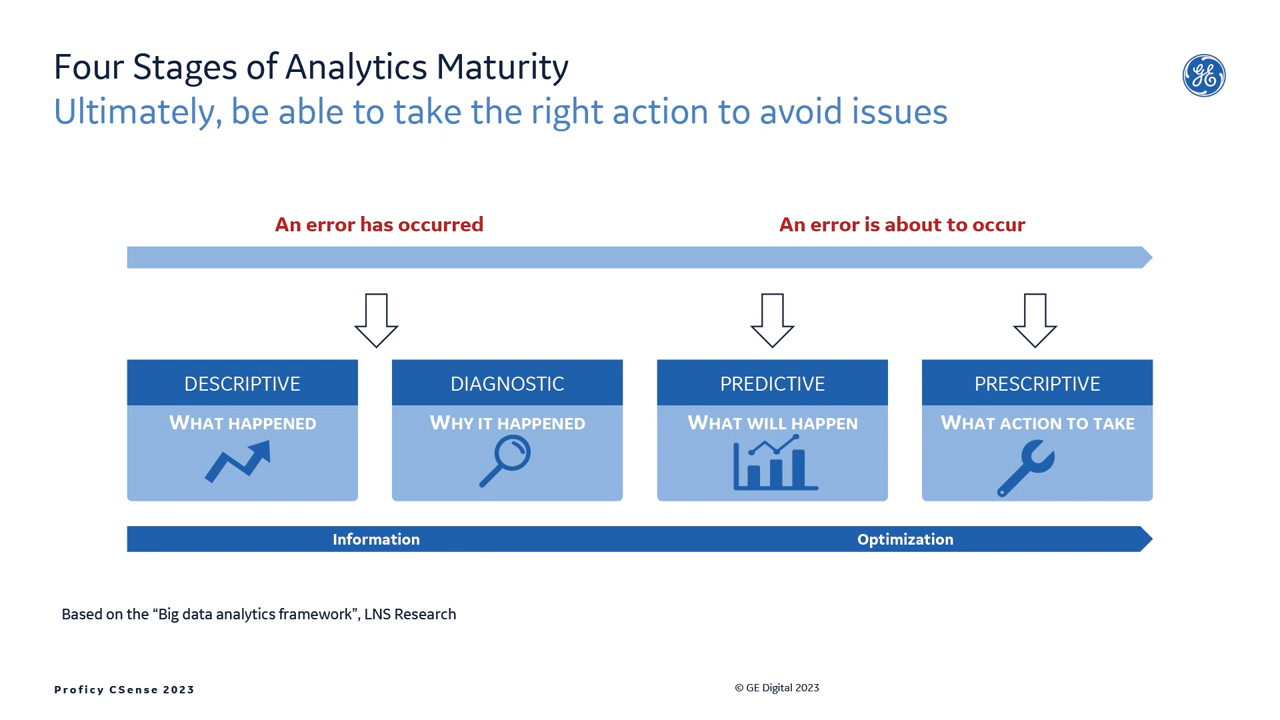 Four Stages of Analytics Maturity
Ultimately, be able to take the right action to avoid issues
GE
An error has occurred
An error is about to occur
DESCRIPTIVE
WHAT HAPPENED
DIAGNOSTIC
WHY IT HAPPENED
PREDICTIVE
WHAT WILL HAPPEN
PRESCRIPTIVE
WHAT ACTION TO TAKE
Information
Optimization
Based on the “Big data analytics framework”, LNS Research
Proficy CSense 2023
© GE Digital 2023